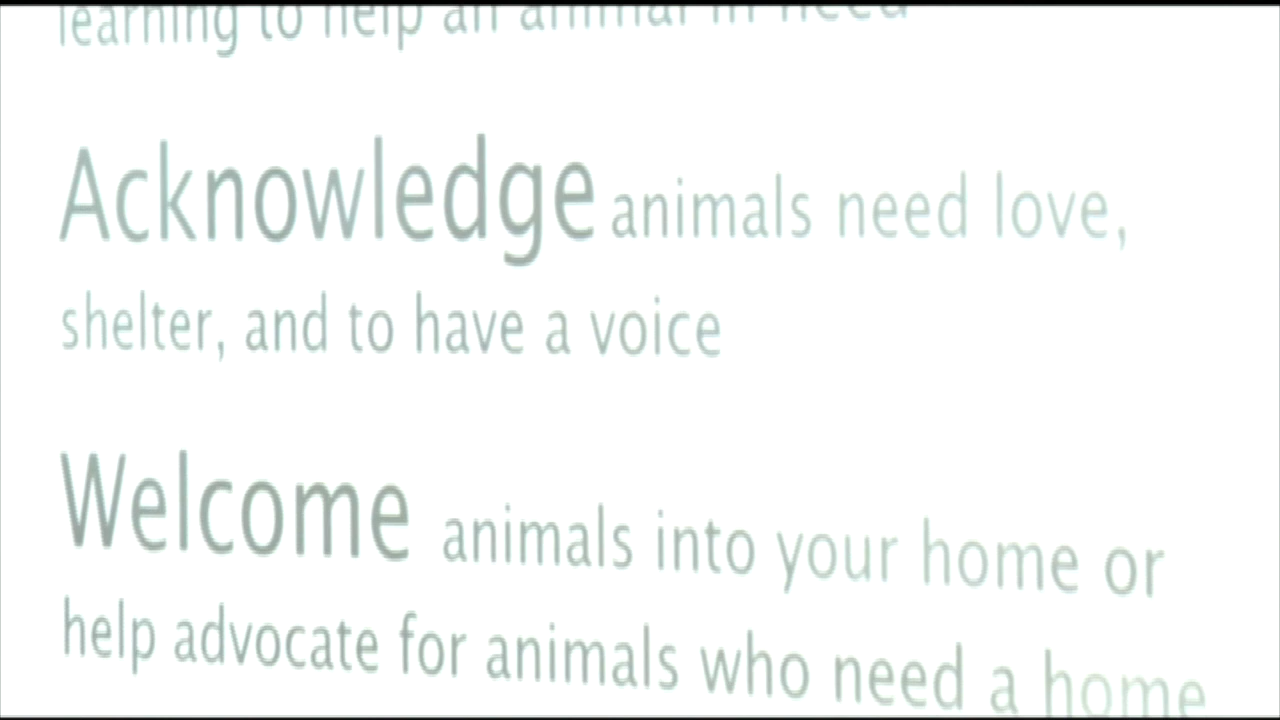 learning to help an animal in need
Acknowledge animals need love,
shelter, and to have a voice
Welcome animals into your home or
help advocate for animals who need a home